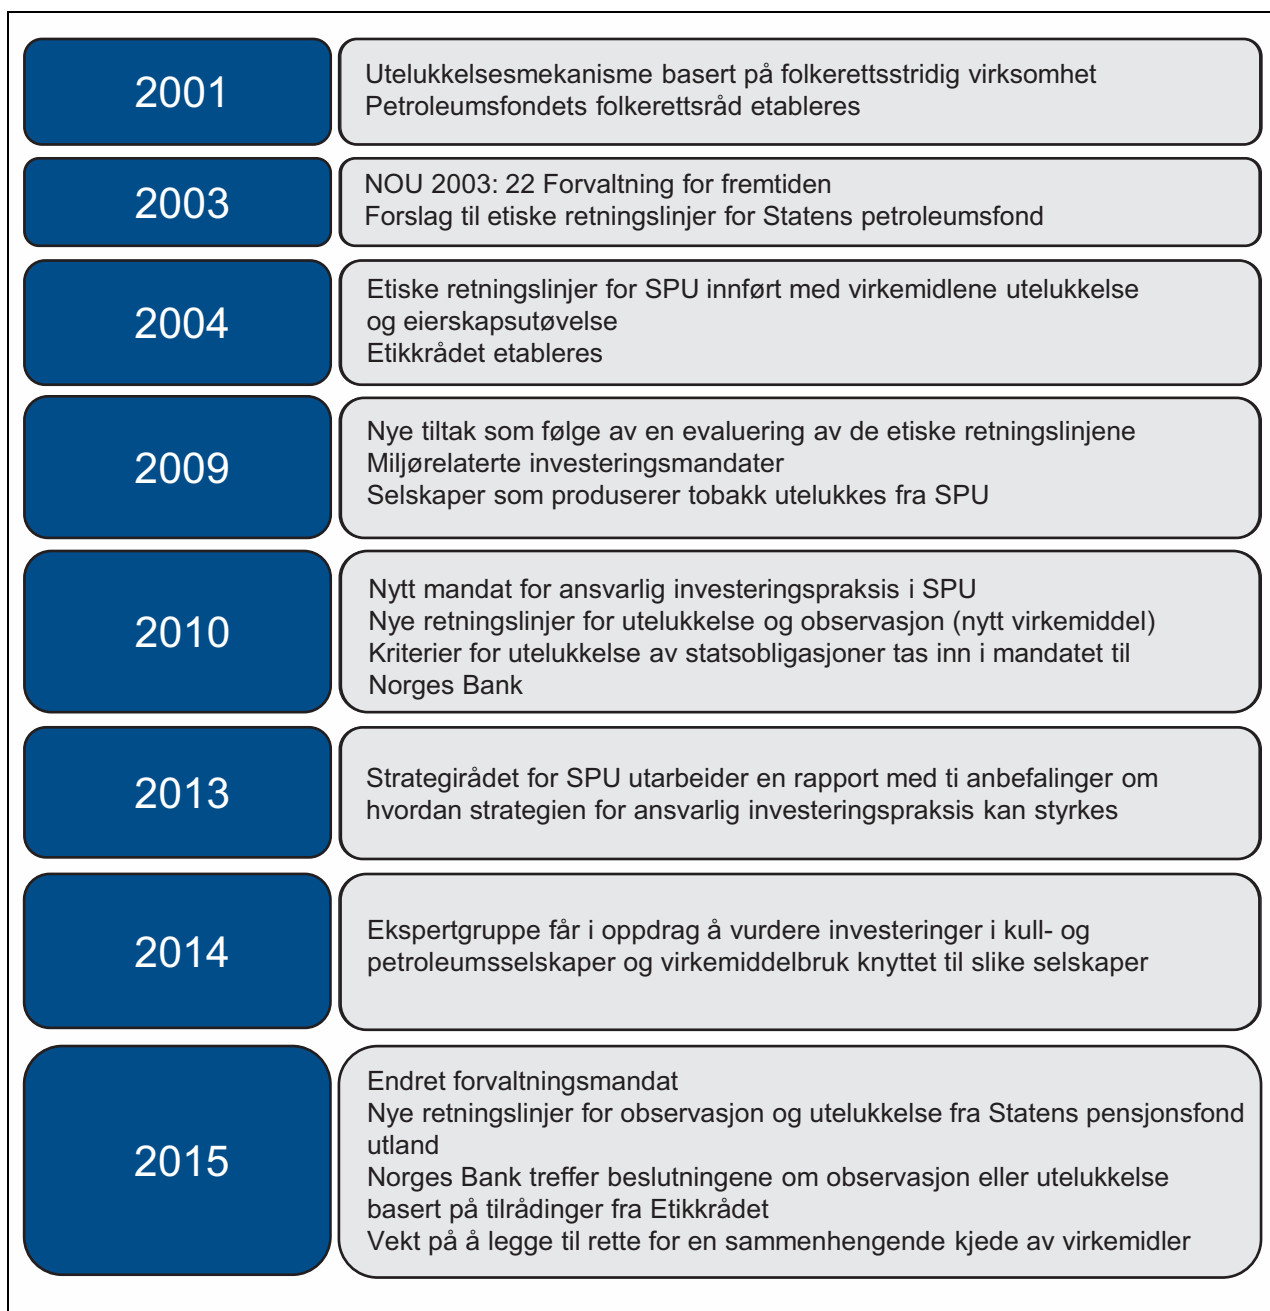 2001
Utelukkelsesmekanisme basert på folkerettsstridig virksomhet
Petroleumsfondets folkerettsråd etableres
2003
NOU 2003: 22 Forvaltning for fremtiden
Forslag til etiske retningslinjer for Statens petroleumsfond
2004
Etiske retningslinjer for SPU innført med virkemidlene utelukkelse
og eierskapsutøvelse
Etikkrådet etableres
2009
Nye tiltak som følge av en evaluering av de etiske retningslinjene
Miljørelaterte investeringsmandater
Selskaper som produserer tobakk utelukkes fra SPU
2010
Nytt mandat for ansvarlig investeringspraksis i SPU
Nye retningslinjer for utelukkelse og observasjon (nytt virkemiddel)
Kriterier for utelukkelse av statsobligasjoner tas inn i mandatet til
Norges Bank
2013
Strategirådet for SPU utarbeider en rapport med ti anbefalinger om
hvordan strategien for ansvarlig investeringspraksis kan styrkes
2014
Ekspertgruppe får i oppdrag å vurdere investeringer i kull- og
petroleumsselskaper og virkemiddelbruk knyttet til slike selskaper
2015
Endret forvaltningsmandat
Nye retningslinjer for observasjon og utelukkelse fra Statens pensjonsfond
utland
Norges Bank treffer beslutningene om observasjon eller utelukkelse
basert på tilrådinger fra Etikkrådet
Vekt på å legge til rette for en sammenhengende kjede av virkemidler